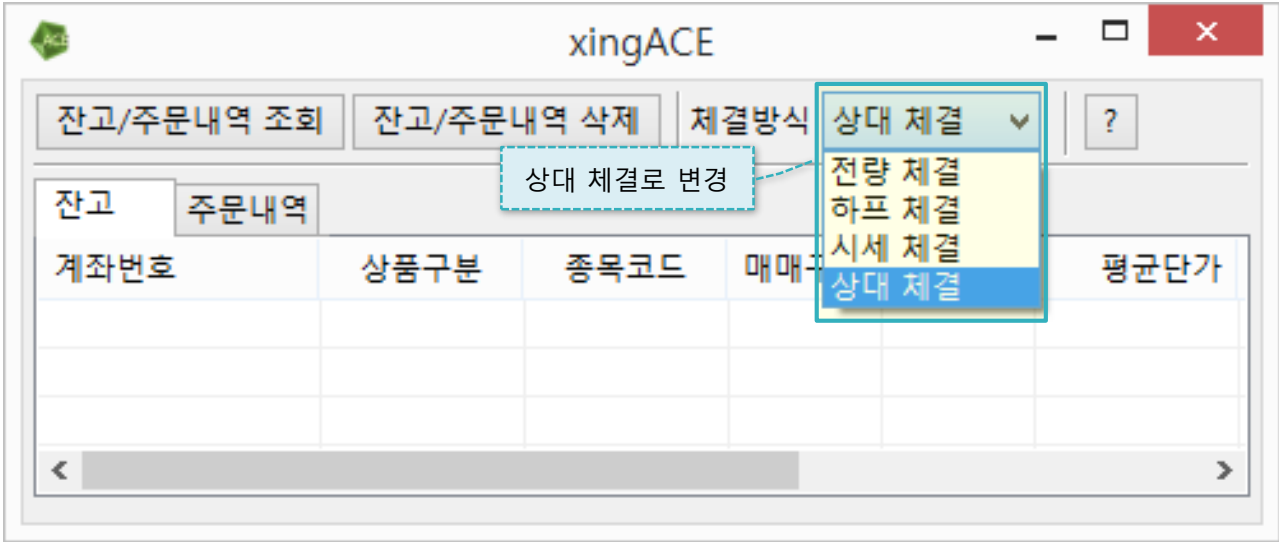 ACE
xingACE
잔고/주문내역 조회 잔고/주문내역 삭제 체결방식 상대 체결 ?
상대 체결로 변경
전량 체결
하프 체결
시세 체결
상대 체결
잔고 주문내역
계좌번호 상품구분 종목코드 매매 평균단가